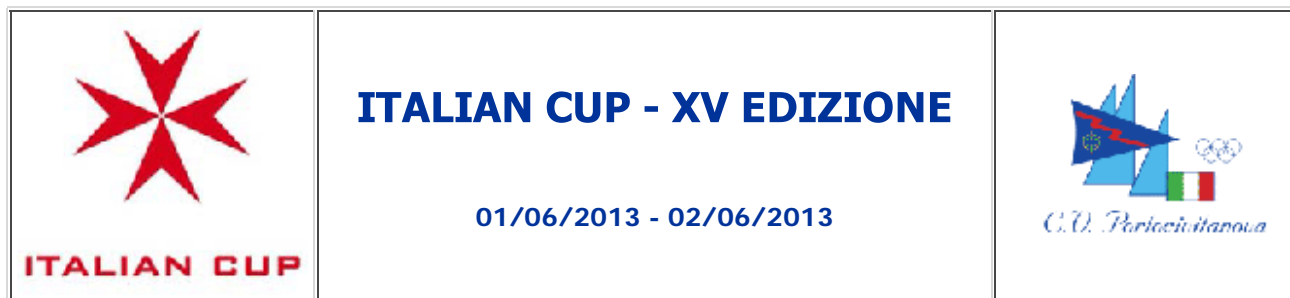 ITALIAN CUP
ITALIAN CUP - XV EDIZIONE
01/06/2013 - 02/06/2013
C.V. Portocivitanova